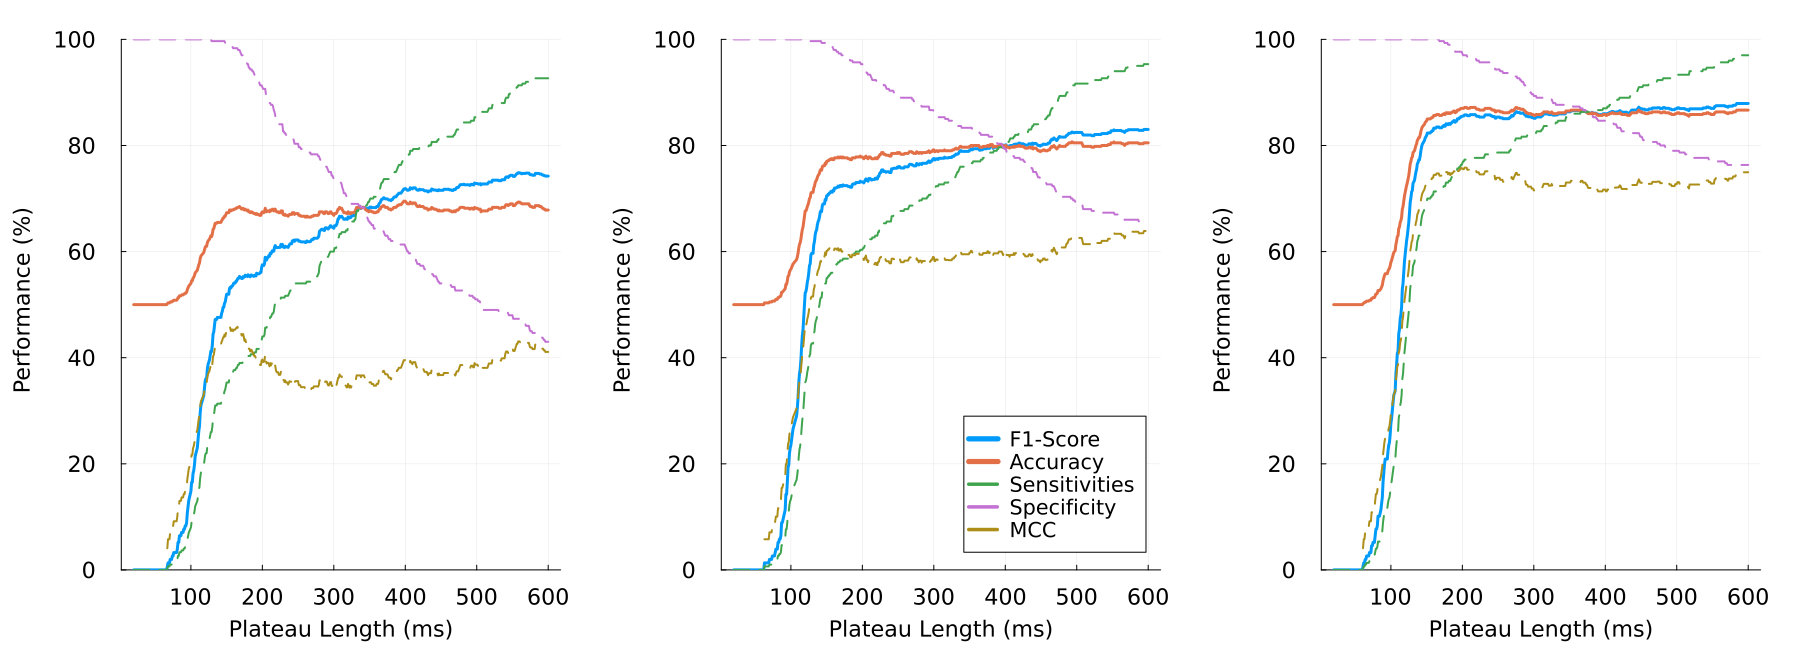 Performance (%)
100
80
60
40
20
0
100 200 300 400 500 600
Plateau Length (ms)
Performance (%)
100
80
60
40
20
0
100 200 300 400 500 600
Plateau Length (ms)
F1-Score
Accuracy
Sensitivities
Specificity
MCC
Performance (%)
100
80
60
40
20
0
100 200 300 400 500 600
Plateau Length (ms)